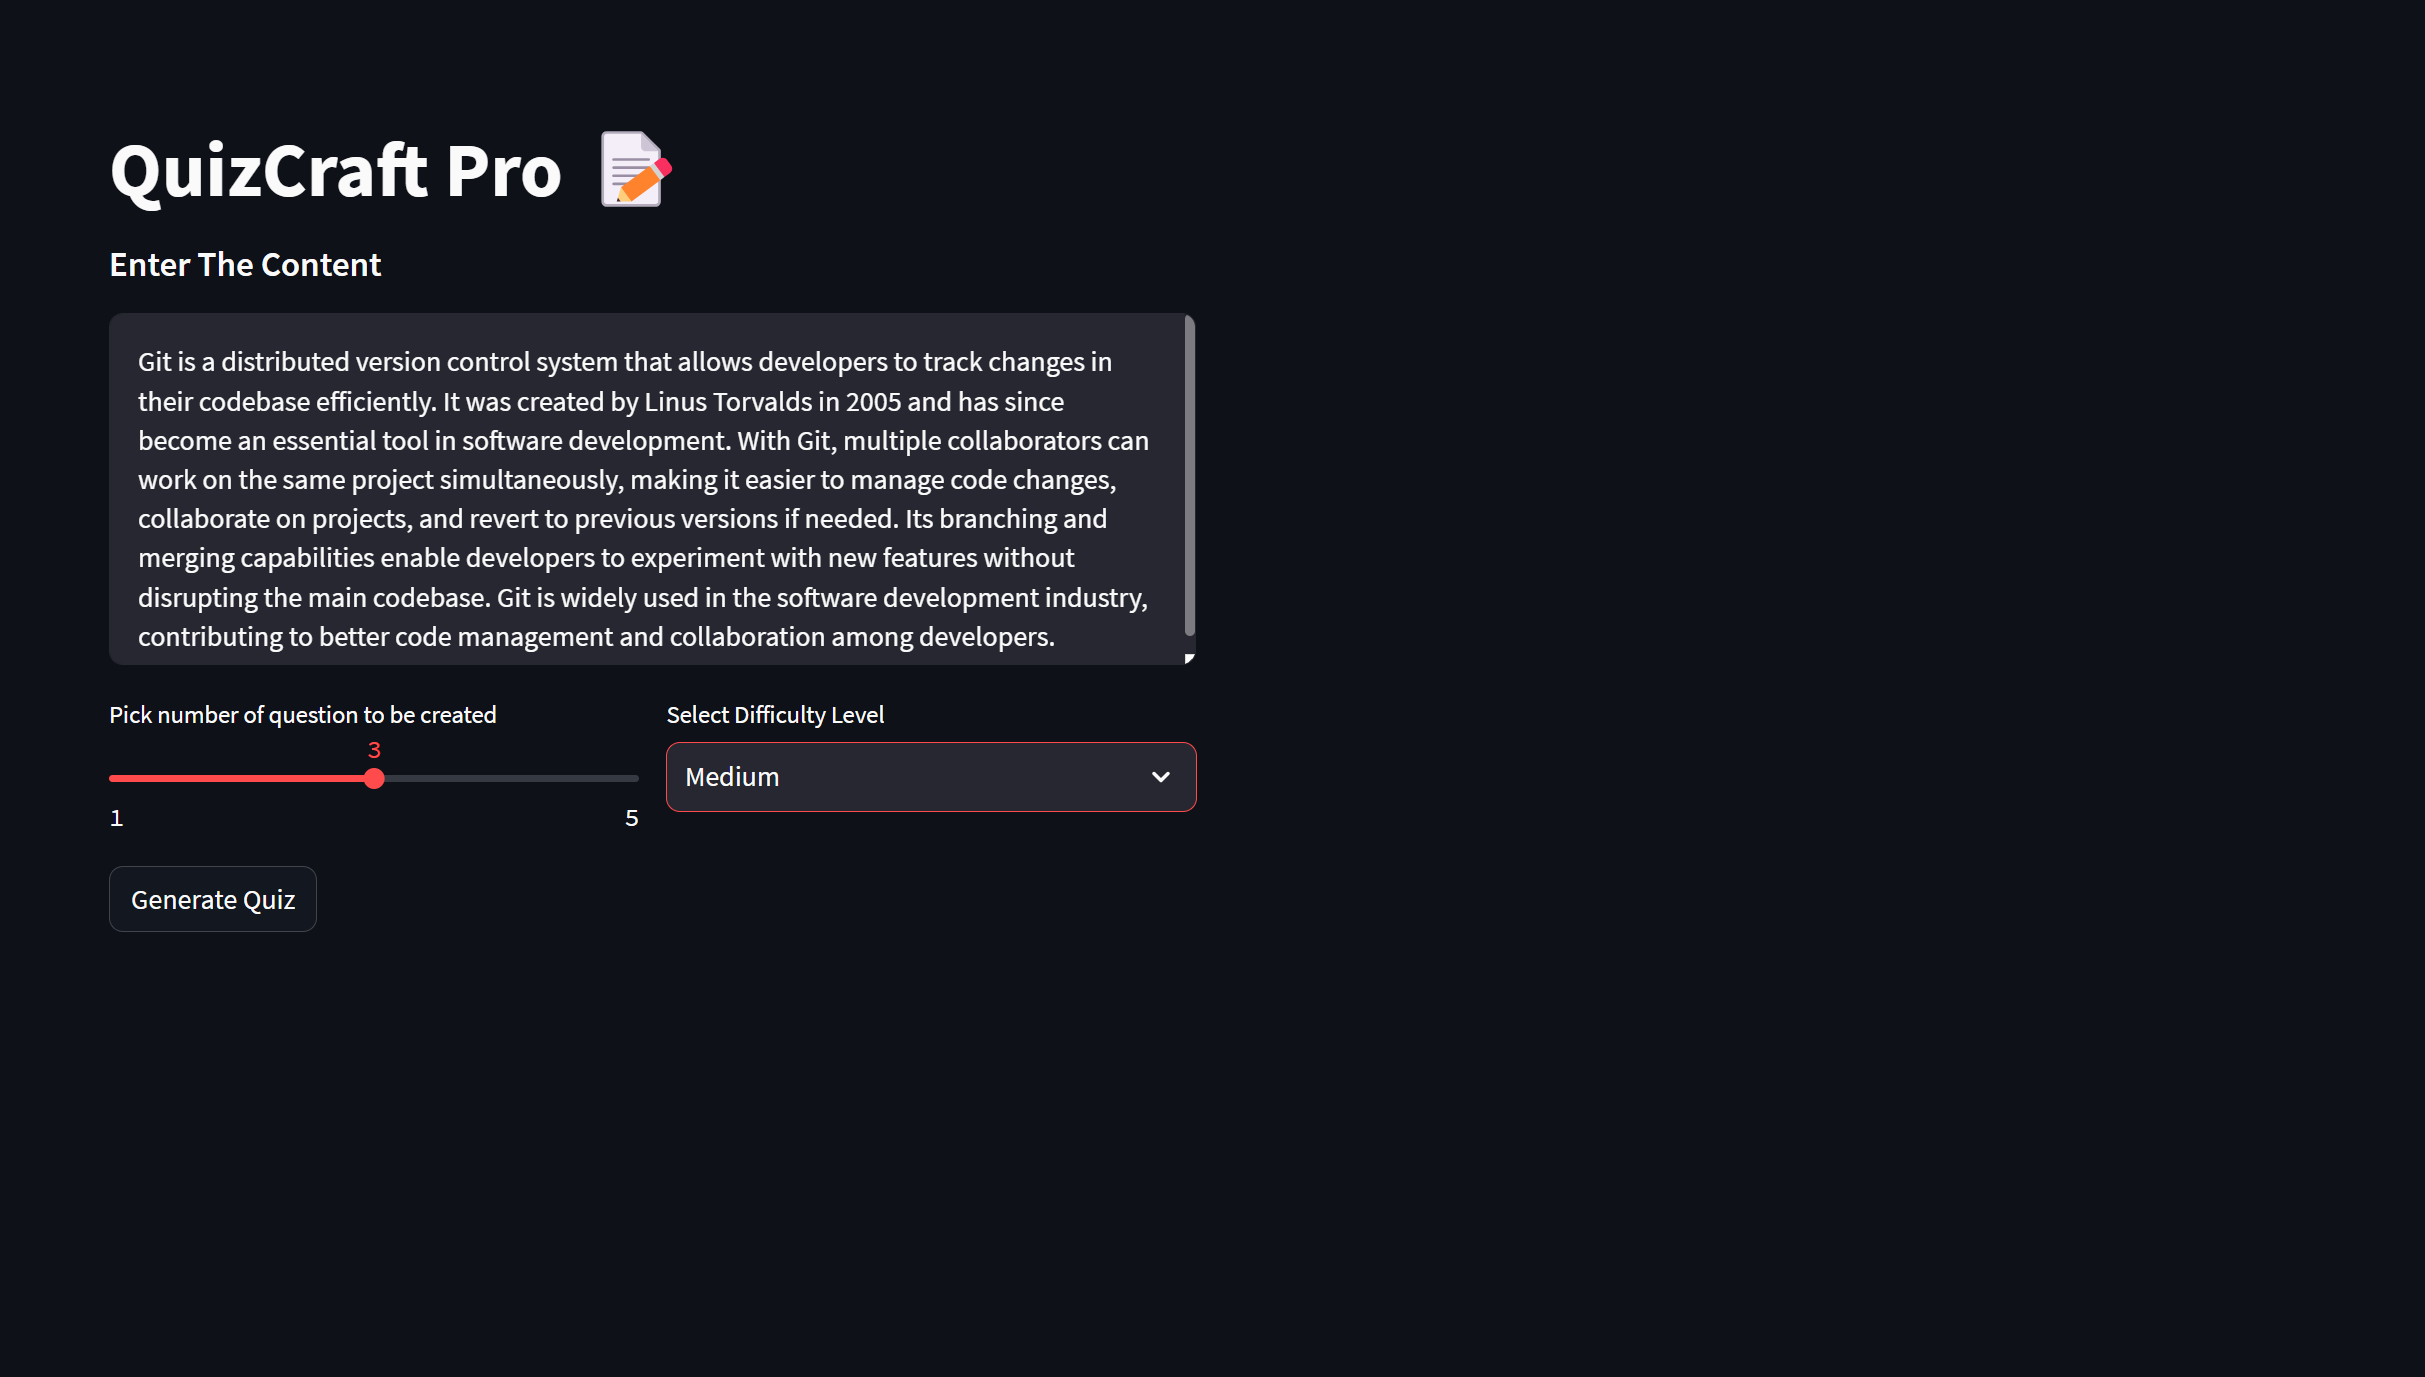 QuizCraft Pro
Enter The Content
Git is a distributed version control system that allows developers to track changes in
their codebase efficiently. It was created by Linus Torvalds in 2005 and has since
become an essential tool in software development. With Git, multiple collaborators can
work on the same project simultaneously, making it easier to manage code changes,
collaborate on projects, and revert to previous versions if needed. Its branching and
merging capabilities enable developers to experiment with new features without
disrupting the main codebase. Git is widely used in the software development industry,
contributing to better code management and collaboration among developers.
Pick number of question to be created
3
1
5
Select Difficulty Level
Medium
Generate Quiz